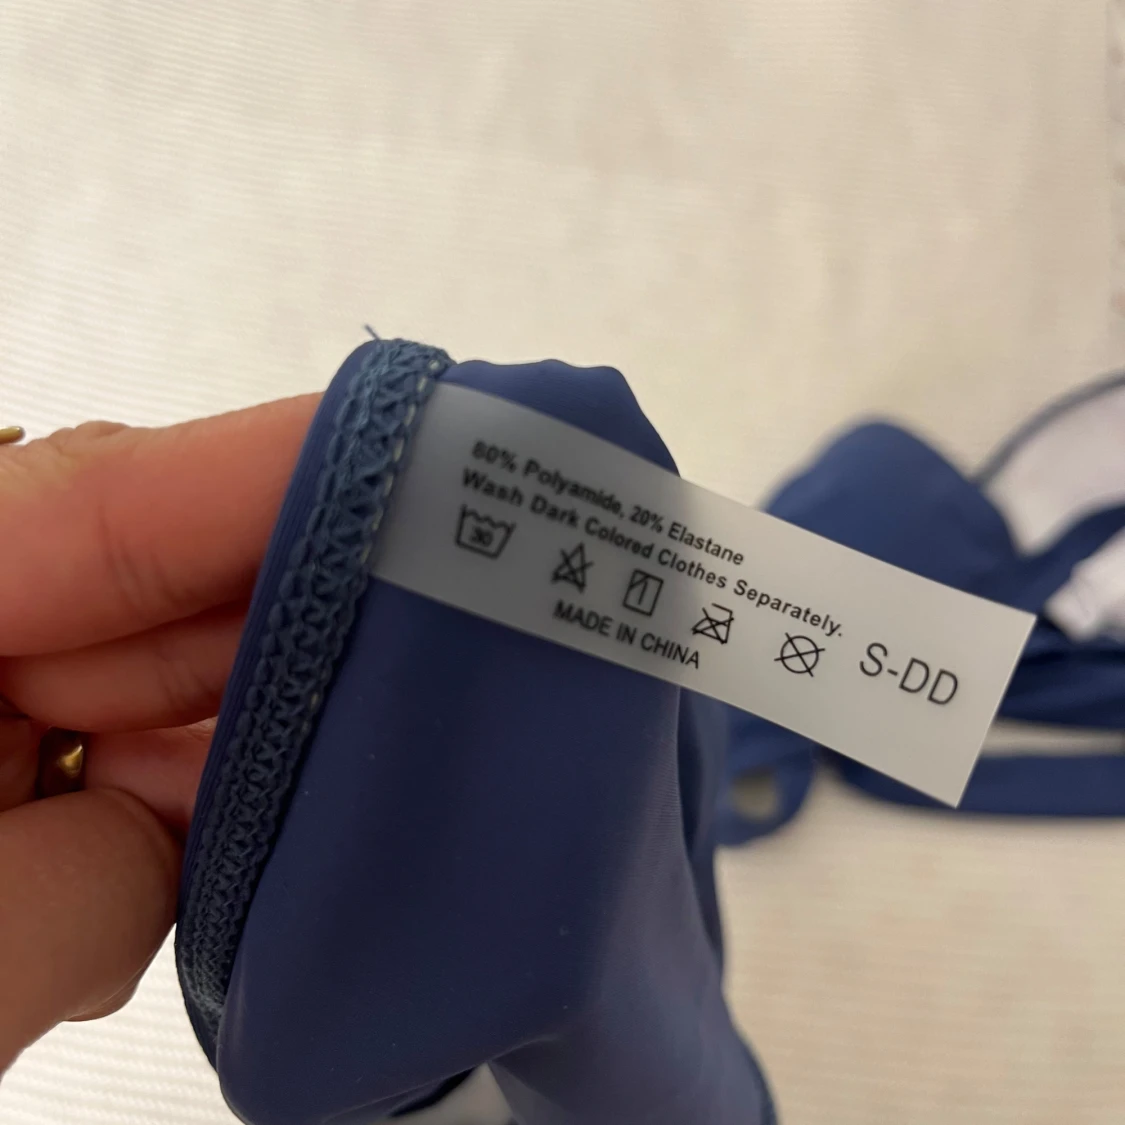 80% Polyamide, 20% Elastane
Wash Dark Colored Clothes Separately.
30
MADE IN CHINA
S-DD